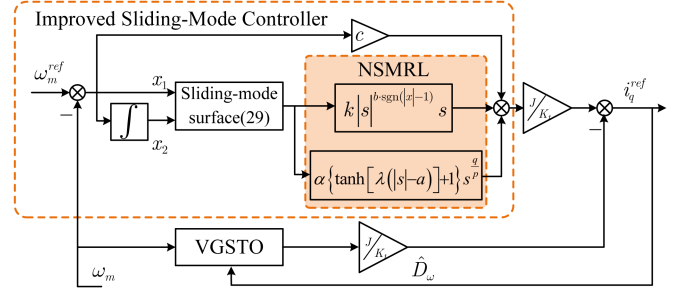 Improved Sliding-Mode Controller
c
ω_m^{ref}
x_1
NSMRL
Sliding-mode
surface(29)
k|s|^{b·sgn(|x|−1)} s
J/K_t
i_q^{ref}
−
−
∫
x_2
α{tanh[λ(|s|−a)]+1}s^{q/p}
VGSTO
J/K_t
ω_m
D̂_ω